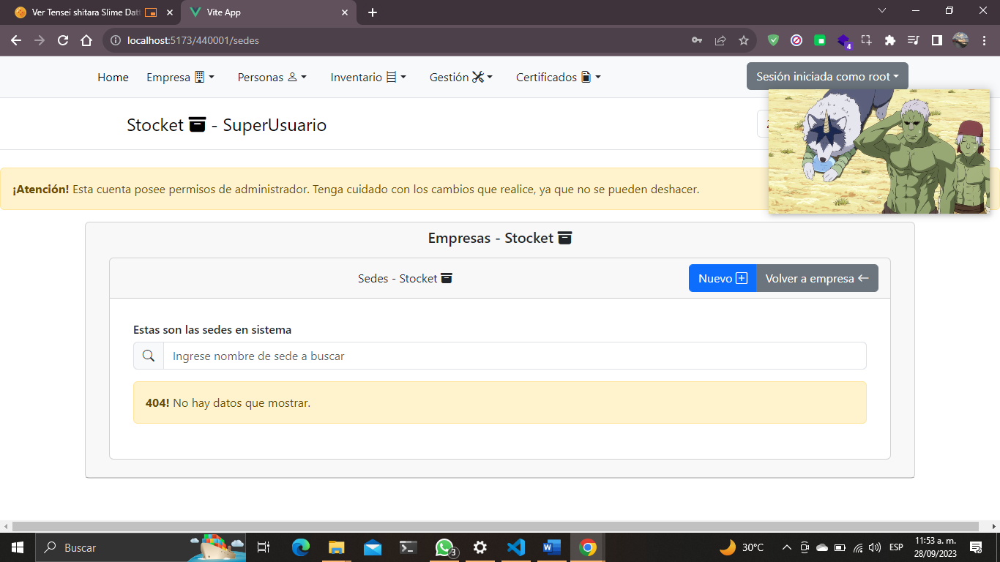 Ver Tensei shitara Slime Dat
Vite App
localhost:5173/440001/sedes
4
Home
Empresa
Personas
Inventario
Gestión
Certificados
Sesión iniciada como root
Stocket - SuperUsuario
¡Atención! Esta cuenta posee permisos de administrador. Tenga cuidado con los cambios que realice, ya que no se pueden deshacer.
Empresas - Stocket
Sedes - Stocket
Nuevo
Volver a empresa
Estas son las sedes en sistema
Ingrese nombre de sede a buscar
404! No hay datos que mostrar.
Buscar
3
30°C
ESP
11:53 a. m.
28/09/2023